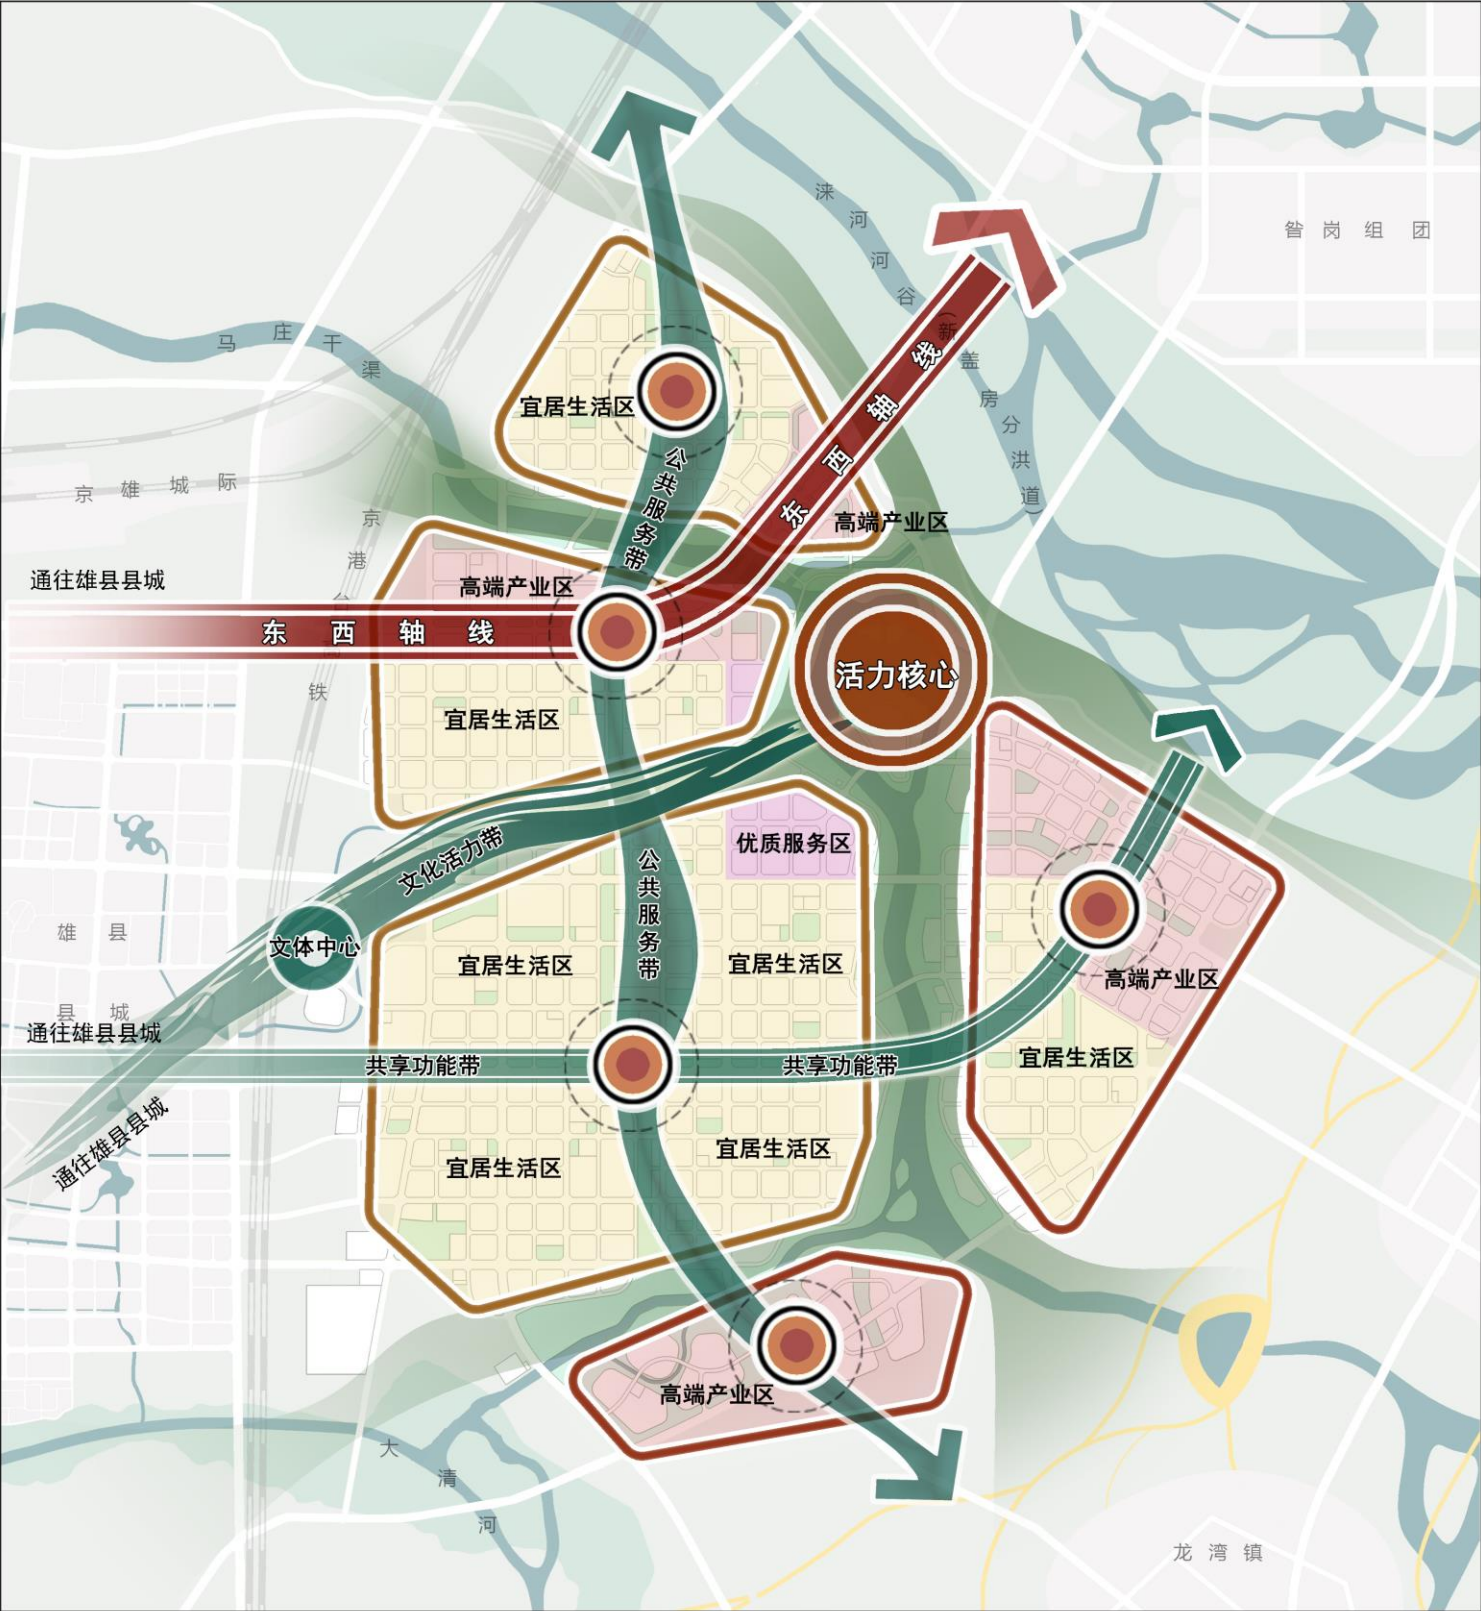 涞河河谷(新盖房分洪道)
昝岗组团
马庄干渠
宜居生活区
京雄城际
公共服务带
东西轴线
高端产业区
通往雄县县城
高端产业区
京港台
铁
东西轴线
活力核心
宜居生活区
优质服务区
文化活力带
公共服务带
雄县
县城
文体中心
宜居生活区
宜居生活区
高端产业区
通往雄县县城
共享功能带
共享功能带
宜居生活区
通往雄县县城
宜居生活区
宜居生活区
高端产业区
大清河
龙湾镇